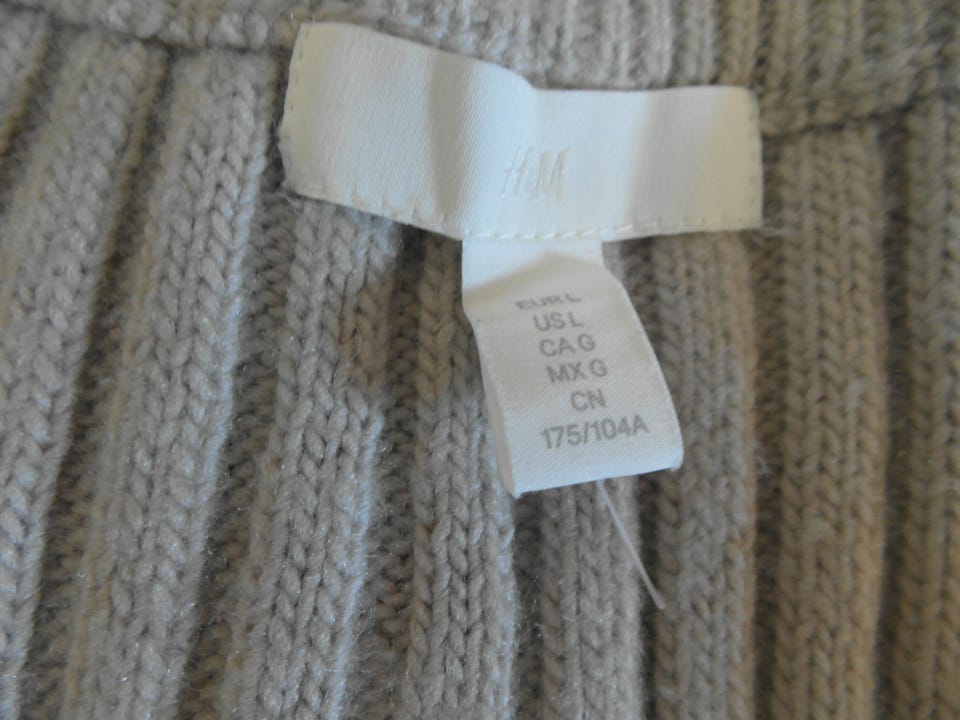 H&M
EUR L
US L
CA G
MX G
CN
175/104A